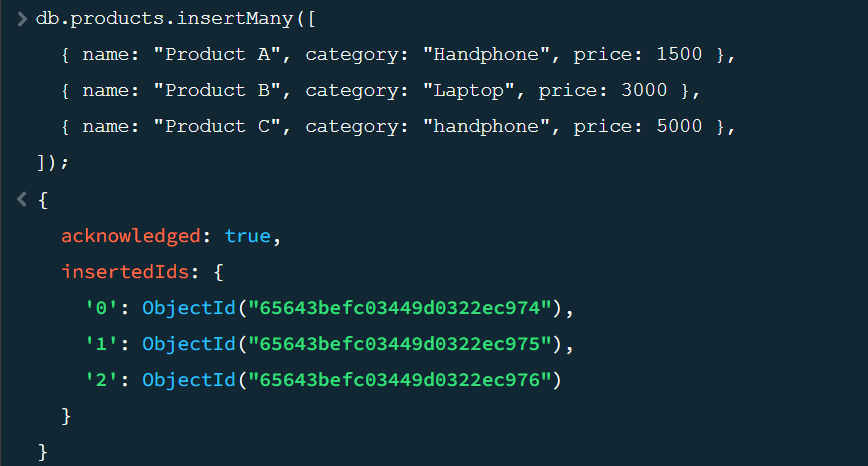 > db.products.insertMany([
{ name: "Product A", category: "Handphone", price: 1500 },
{ name: "Product B", category: "Laptop", price: 3000 },
{ name: "Product C", category: "handphone", price: 5000 },
]);
< {
acknowledged: true,
insertedIds: {
'0': ObjectId("65643befc03449d0322ec974"),
'1': ObjectId("65643befc03449d0322ec975"),
'2': ObjectId("65643befc03449d0322ec976")
}
}